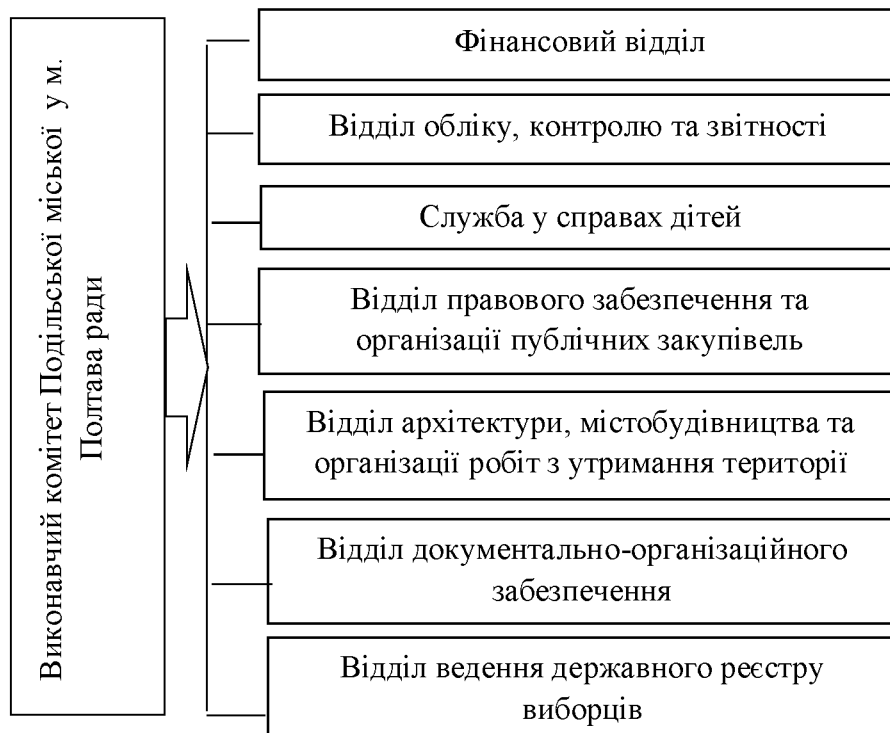 Виконавчий комітет Подільської міської у м.
Полтава ради
Фінансовий відділ
Відділ обліку, контролю та звітності
Служба у справах дітей
Відділ правового забезпечення та
організації публічних закупівель
Відділ архітектури, містобудівництва та
організації робіт з утримання території
Відділ документально-організаційного
забезпечення
Відділ ведення державного реєстру
виборців